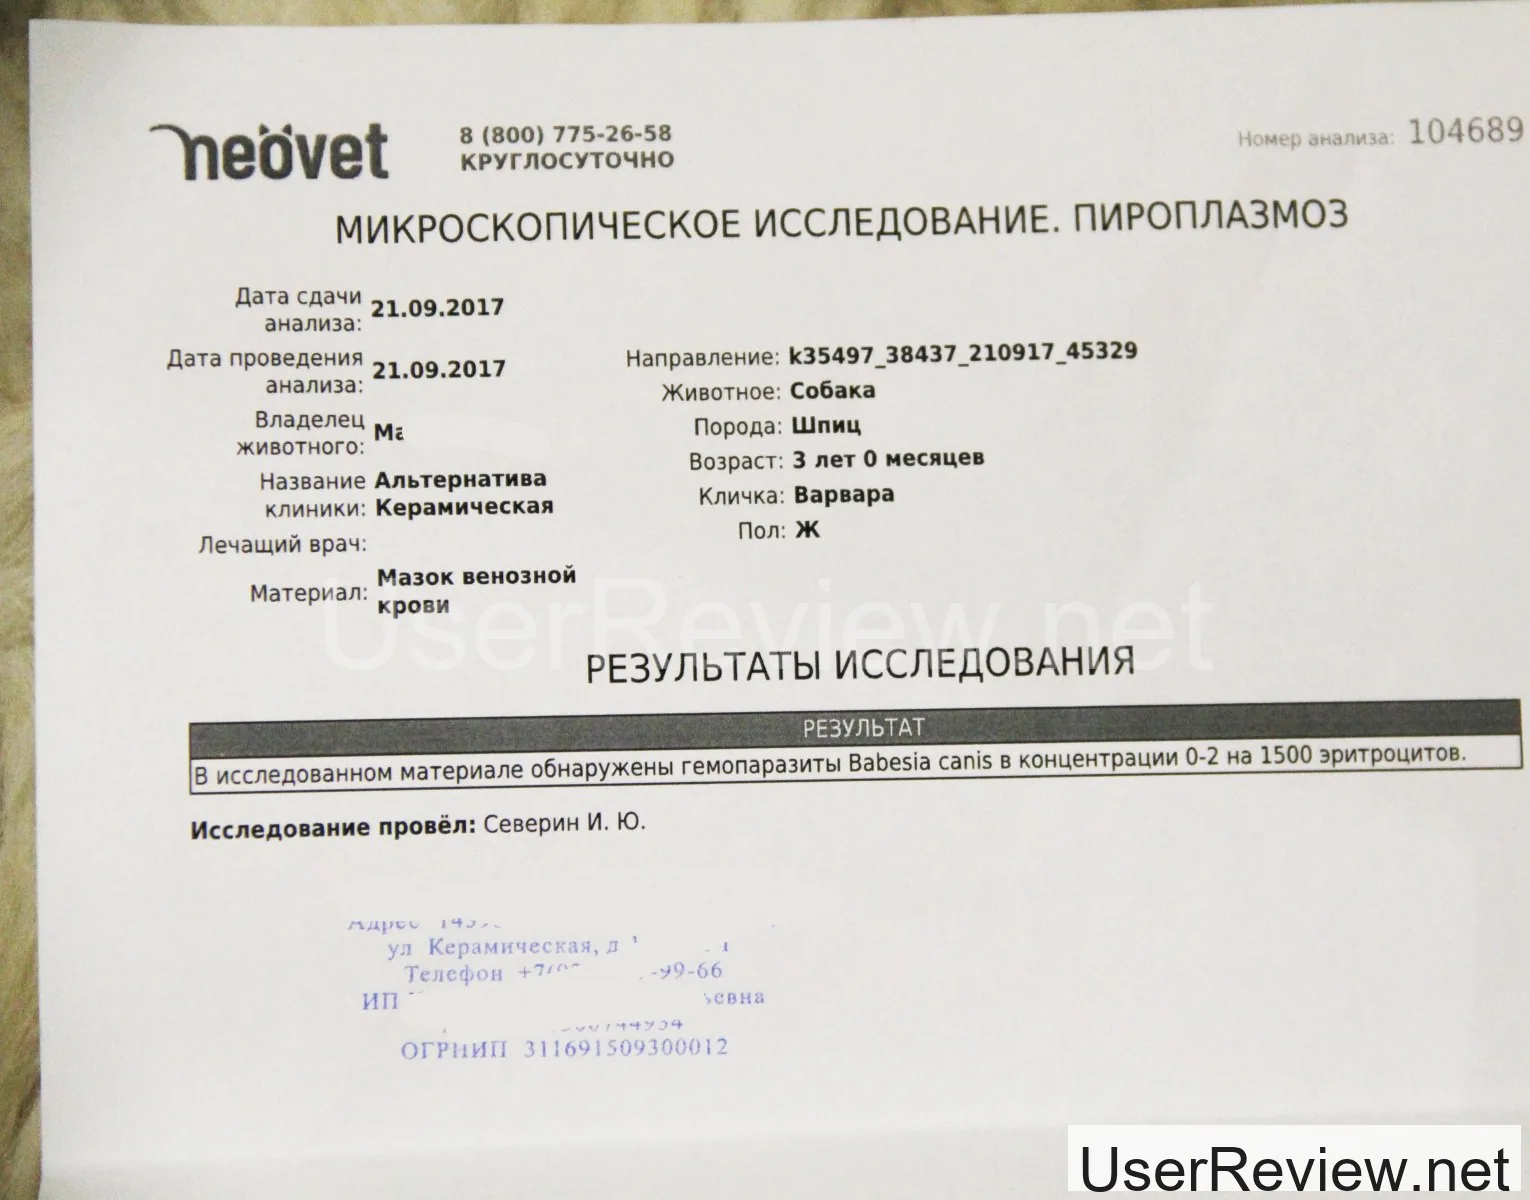 neovet
8 (800) 775-26-58
КРУГЛОСУТОЧНО
Номер анализа: 104689
МИКРОСКОПИЧЕСКОЕ ИССЛЕДОВАНИЕ. ПИРОПЛАЗМОЗ
Дата сдачи
анализа: 21.09.2017
Дата проведения
анализа: 21.09.2017
Владелец
животного:
Название Альтернатива
клиники: Керамическая
Лечащий врач:
Материал: Мазок венозной
крови
Направление: k35497_38437_210917_45329
Животное: Собака
Порода: Шпиц
Возраст: 3 лет 0 месяцев
Кличка: Варвара
Пол: Ж
UserReview.net
РЕЗУЛЬТАТЫ ИССЛЕДОВАНИЯ
РЕЗУЛЬТАТ
В исследованном материале обнаружены гемопаразиты Babesia canis в концентрации 0-2 на 1500 эритроцитов.
Исследование провёл: Северин И. Ю.
Адрес
ул Керамическая, д
Телефон -99-66
ИП
ОГРНИП 311691509300012
UserReview.net